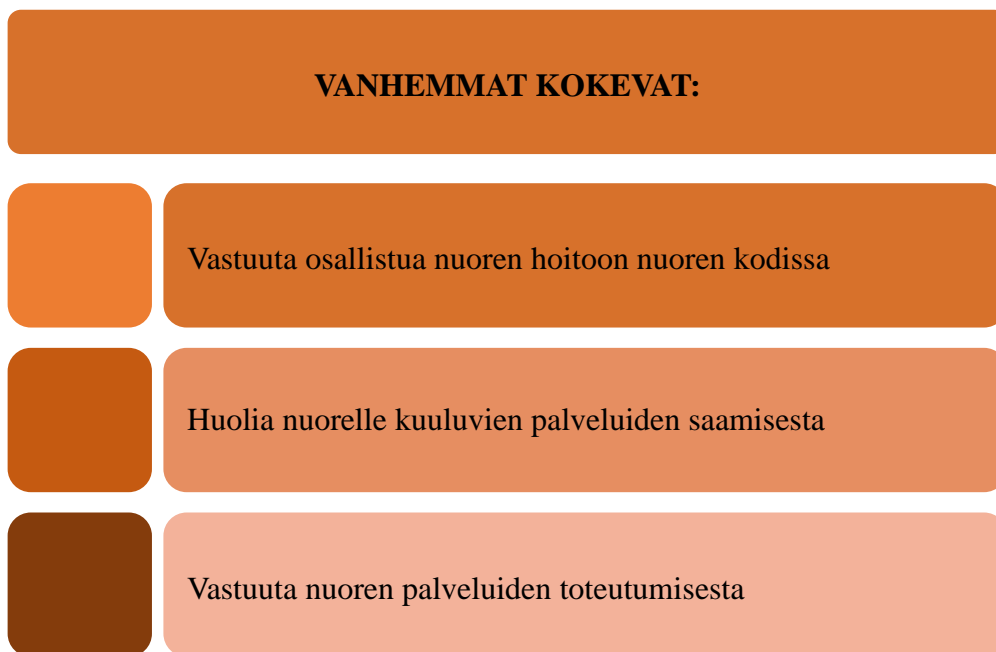 VANHEMMAT KOKEVAT:
Vastuuta osallistua nuoren hoitoon nuoren kodissa
Huolia nuorelle kuuluvien palveluiden saamisesta
Vastuuta nuoren palveluiden toteutumisesta